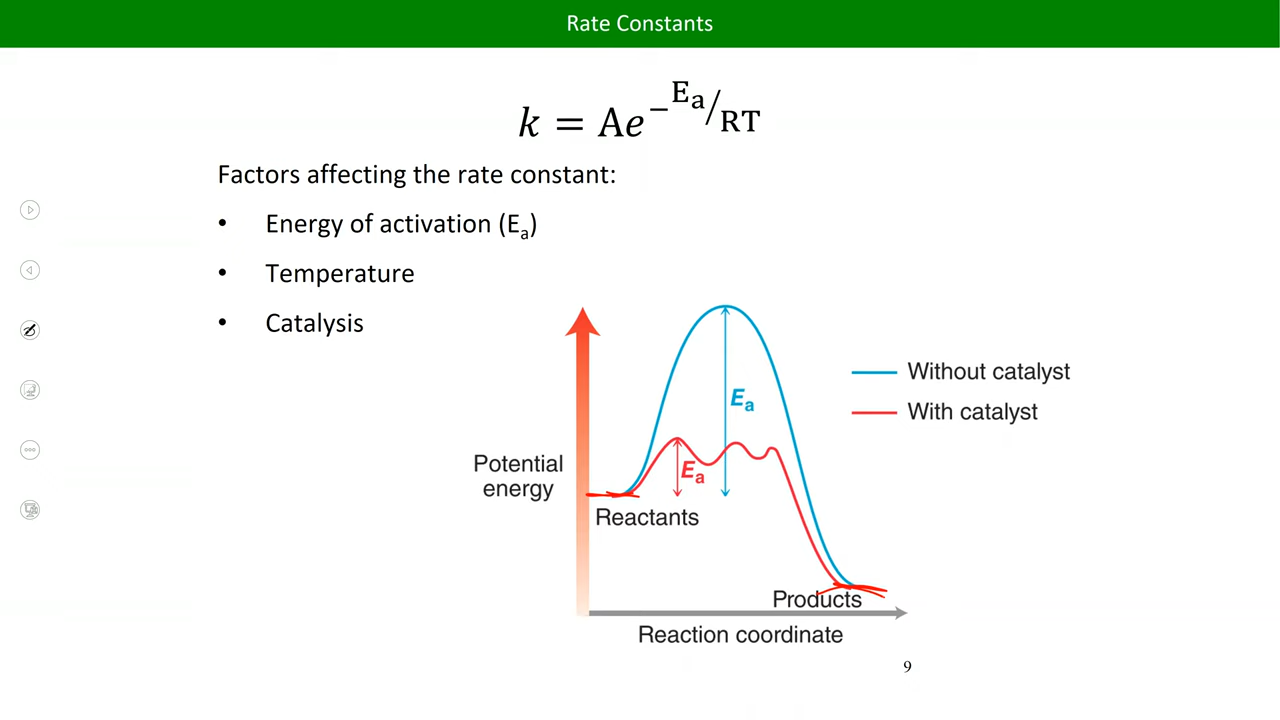 Rate Constants
k = Ae^−Ea/RT
Factors affecting the rate constant:
• Energy of activation (Ea)
• Temperature
• Catalysis
Without catalyst
With catalyst
Ea
Ea
Potential
energy
Reactants
Products
Reaction coordinate
9